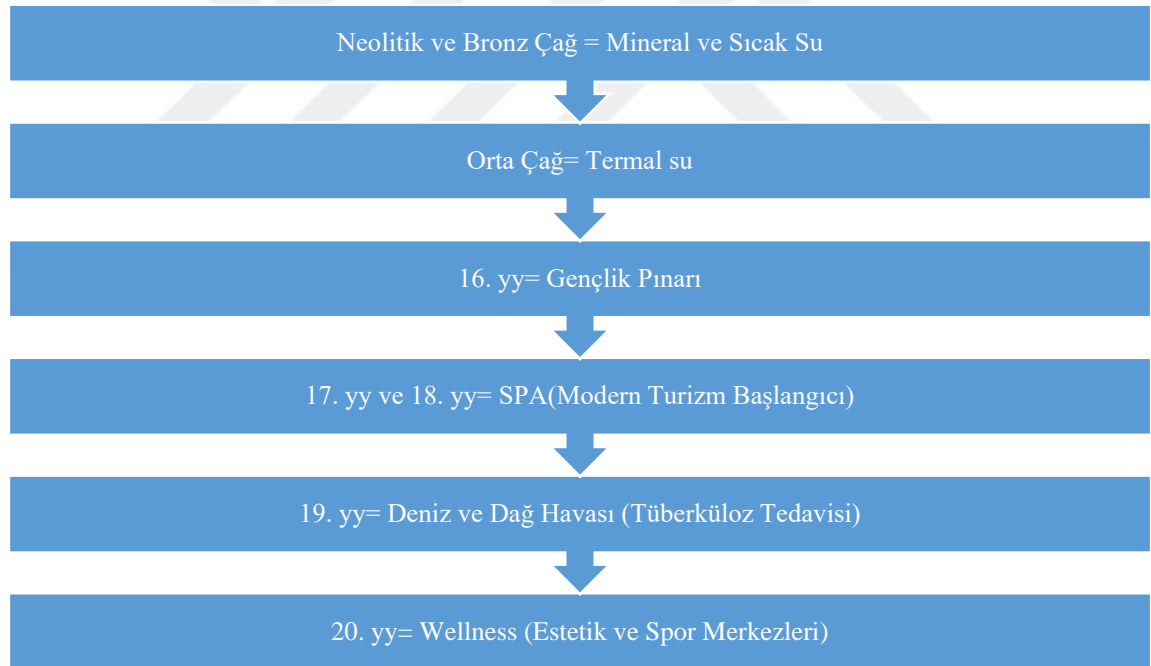 Neolitik ve Bronz Çağ = Mineral ve Sıcak Su
Orta Çağ= Termal su
16. yy= Gençlik Pınarı
17. yy ve 18. yy= SPA(Modern Turizm Başlangıcı)
19. yy= Deniz ve Dağ Havası (Tüberküloz Tedavisi)
20. yy= Wellness (Estetik ve Spor Merkezleri)